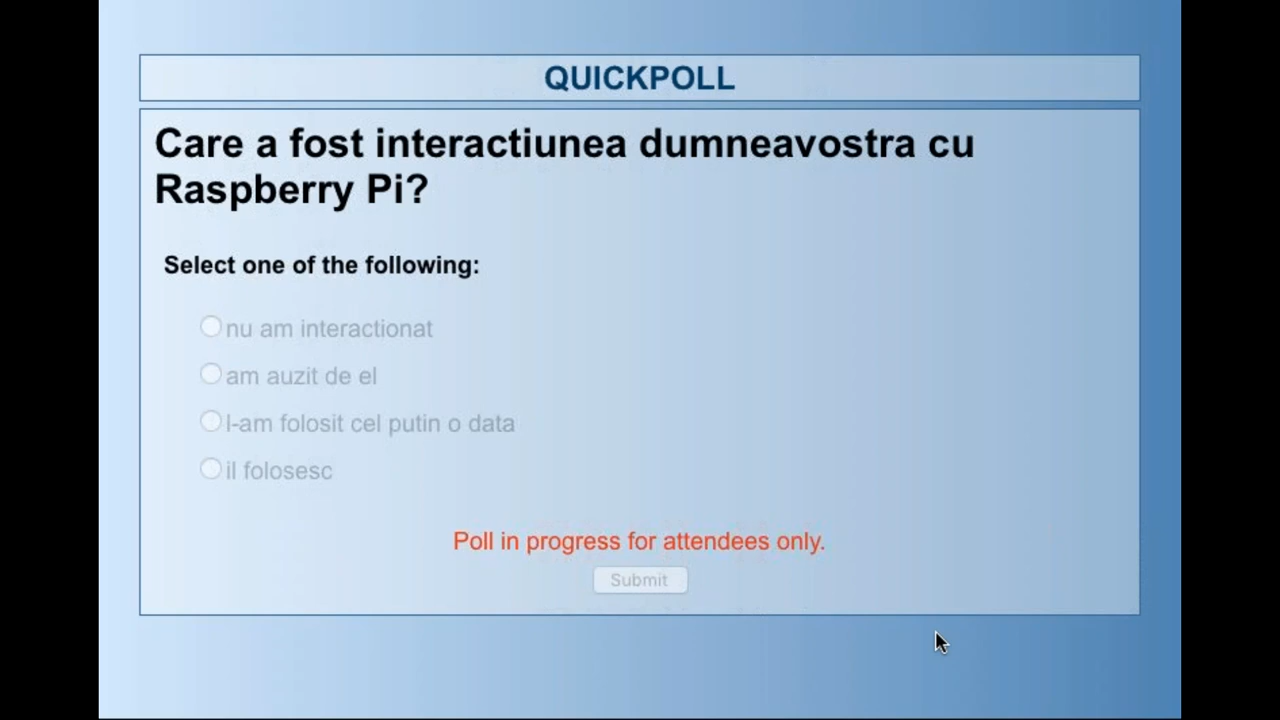 QUICKPOLL
Care a fost interactiunea dumneavostra cu
Raspberry Pi?
Select one of the following:
nu am interactionat
am auzit de el
l-am folosit cel putin o data
il folosesc
Poll in progress for attendees only.
Submit